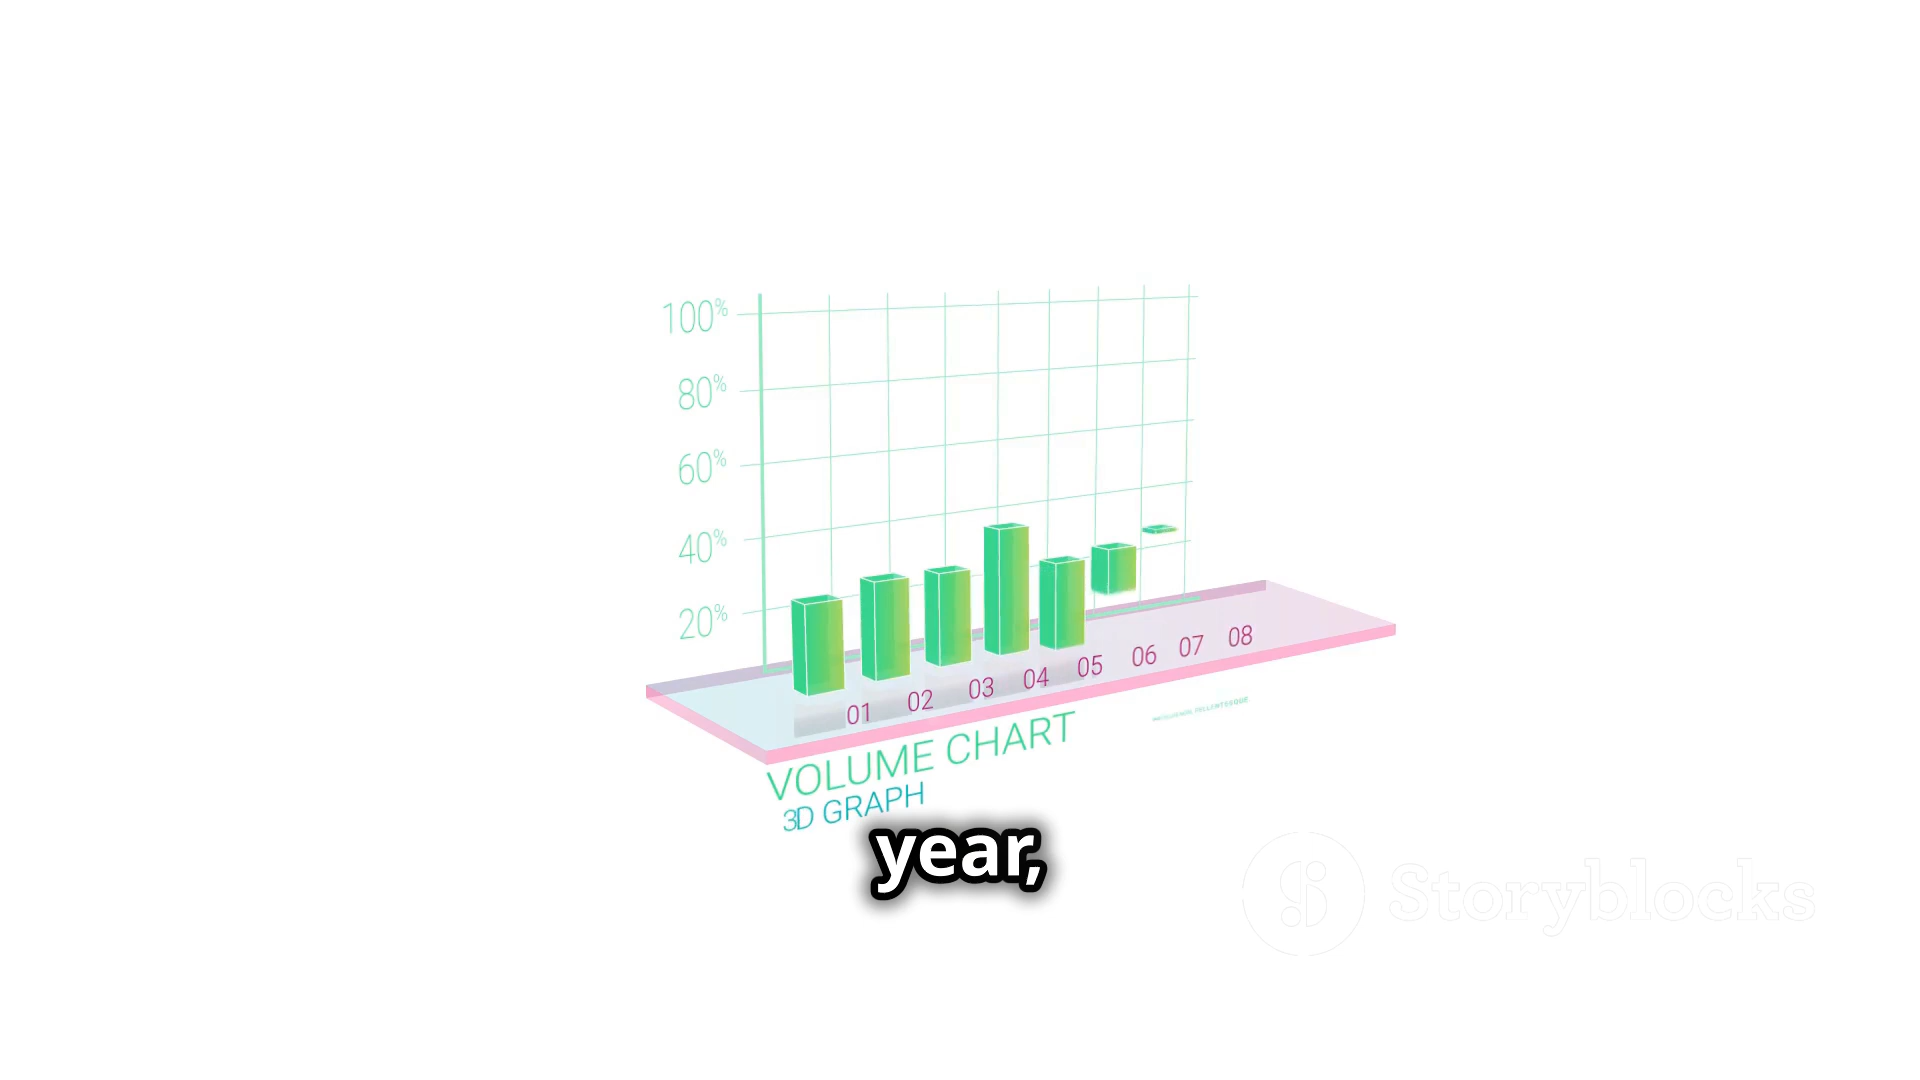 100%
80%
60%
40%
20%
01 02 03 04 05 06 07 08
VOLUME CHART
3D GRAPH
PELLENTESQUE
year,
Storyblocks